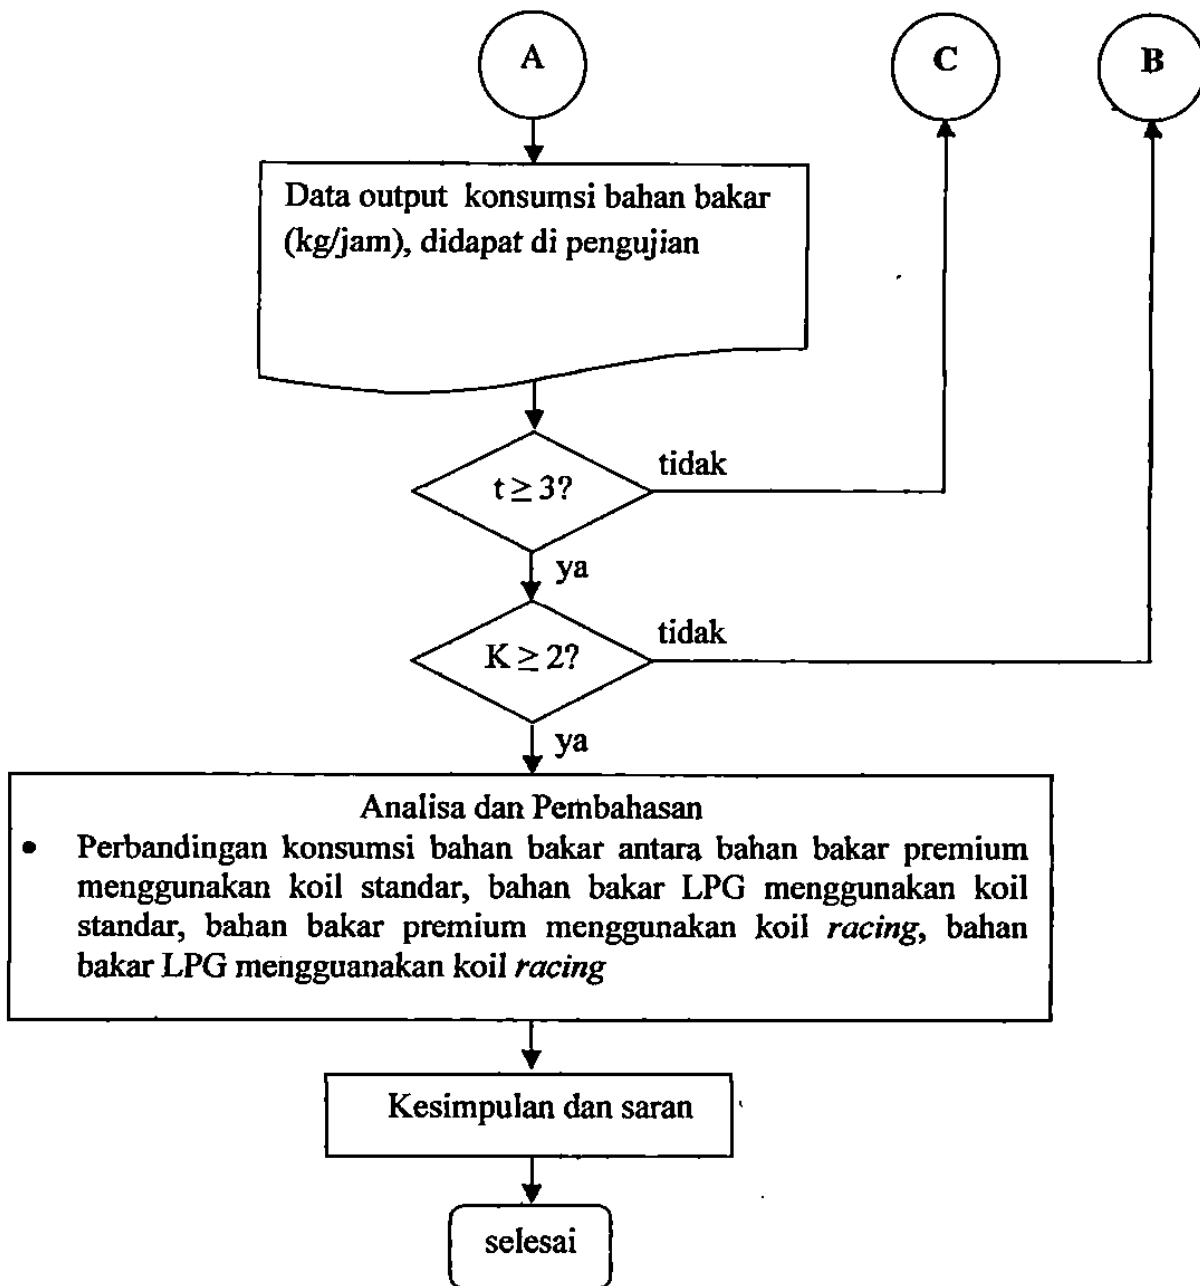 A
C
B
Data output konsumsi bahan bakar
(kg/jam), didapat di pengujian
t ≥ 3?
tidak
ya
K ≥ 2?
tidak
ya
Analisa dan Pembahasan
• Perbandingan konsumsi bahan bakar antara bahan bakar premium
menggunakan koil standar, bahan bakar LPG menggunakan koil
standar, bahan bakar premium menggunakan koil racing, bahan
bakar LPG mengguanakan koil racing
Kesimpulan dan saran
selesai